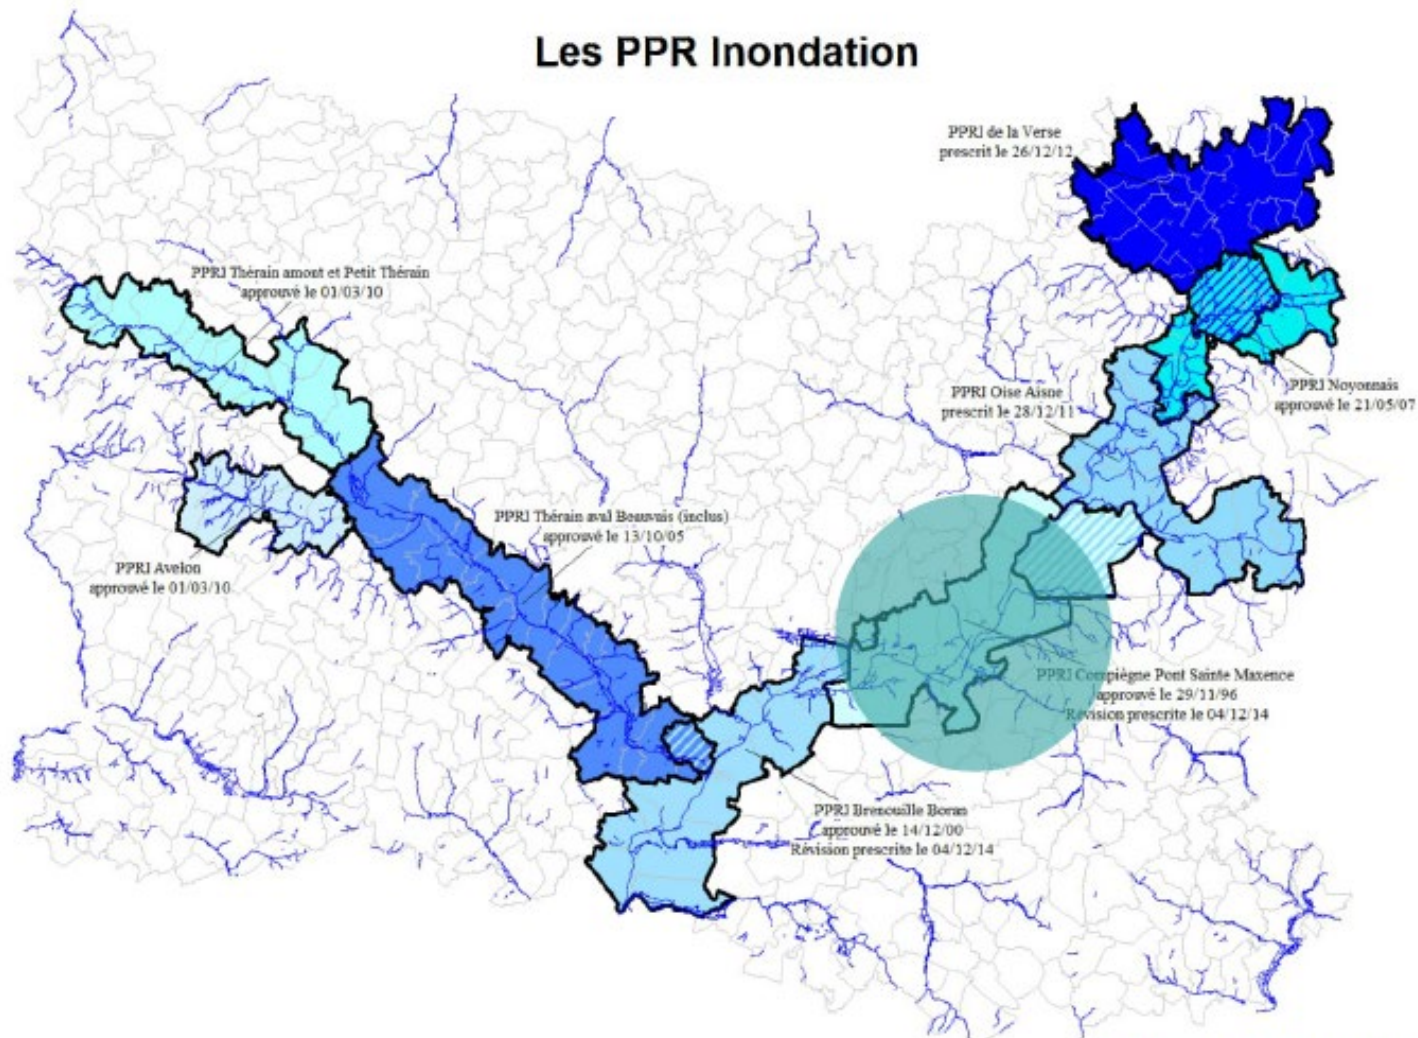 Les PPR Inondation
PPRI de la Verse
prescrit le 26/12/12
PPRI Thérain amont et Petit Thérain
approuvé le 01/03/10
PPRI Oise Aisne
prescrit le 28/12/11
PPRI Noyonnais
approuvé le 21/05/07
PPRI Thérain aval Beauvais (inclus)
approuvé le 13/10/05
PPRI Avelon
approuvé le 01/03/10
PPRI Compiègne Pont Sainte Maxence
approuvé le 29/11/96
Révision prescrite le 04/12/14
PPRI Brenouille Boran
approuvé le 14/12/00
Révision prescrite le 04/12/14